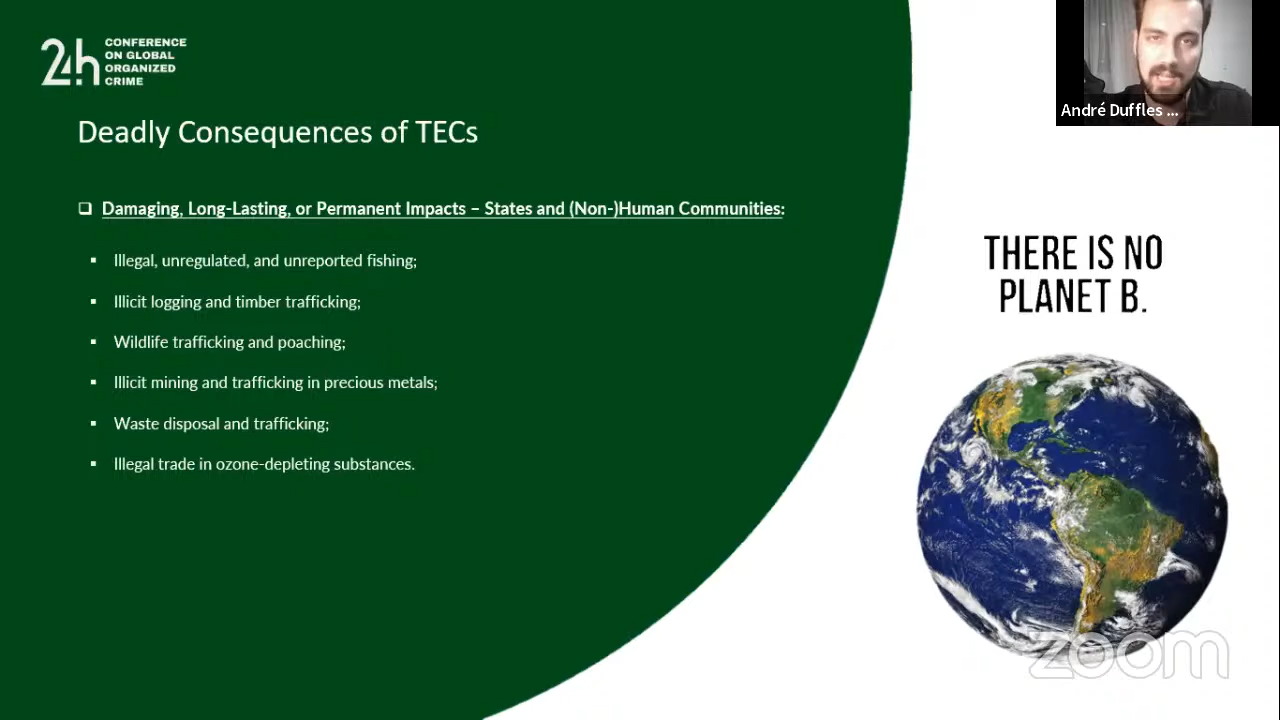 24h CONFERENCE
ON GLOBAL
ORGANIZED
CRIME
André Duffles ...
Deadly Consequences of TECs
Damaging, Long-Lasting, or Permanent Impacts – States and (Non-)Human Communities:
Illegal, unregulated, and unreported fishing;
Illicit logging and timber trafficking;
Wildlife trafficking and poaching;
Illicit mining and trafficking in precious metals;
Waste disposal and trafficking;
Illegal trade in ozone-depleting substances.
THERE IS NO
PLANET B.
zoom